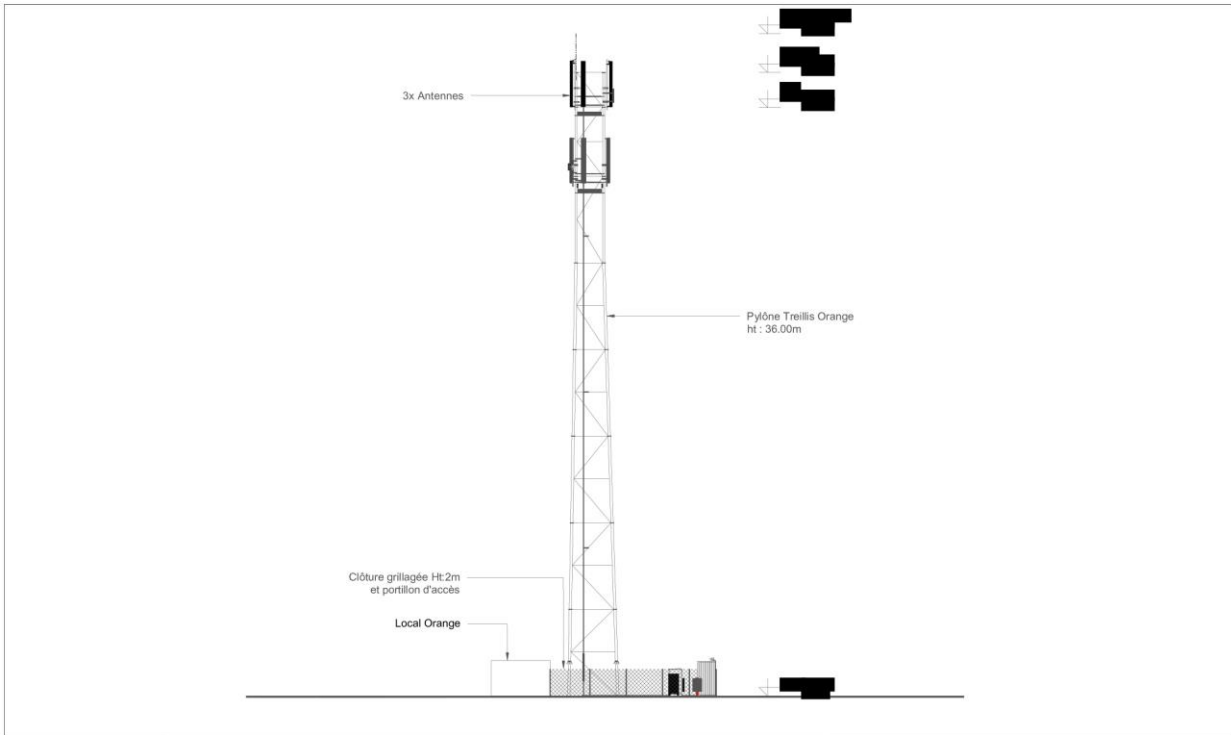 3x Antennes
Pylône Treillis Orange
ht : 36.00m
Clôture grillagée Ht:2m
et portillon d'accès
Local Orange